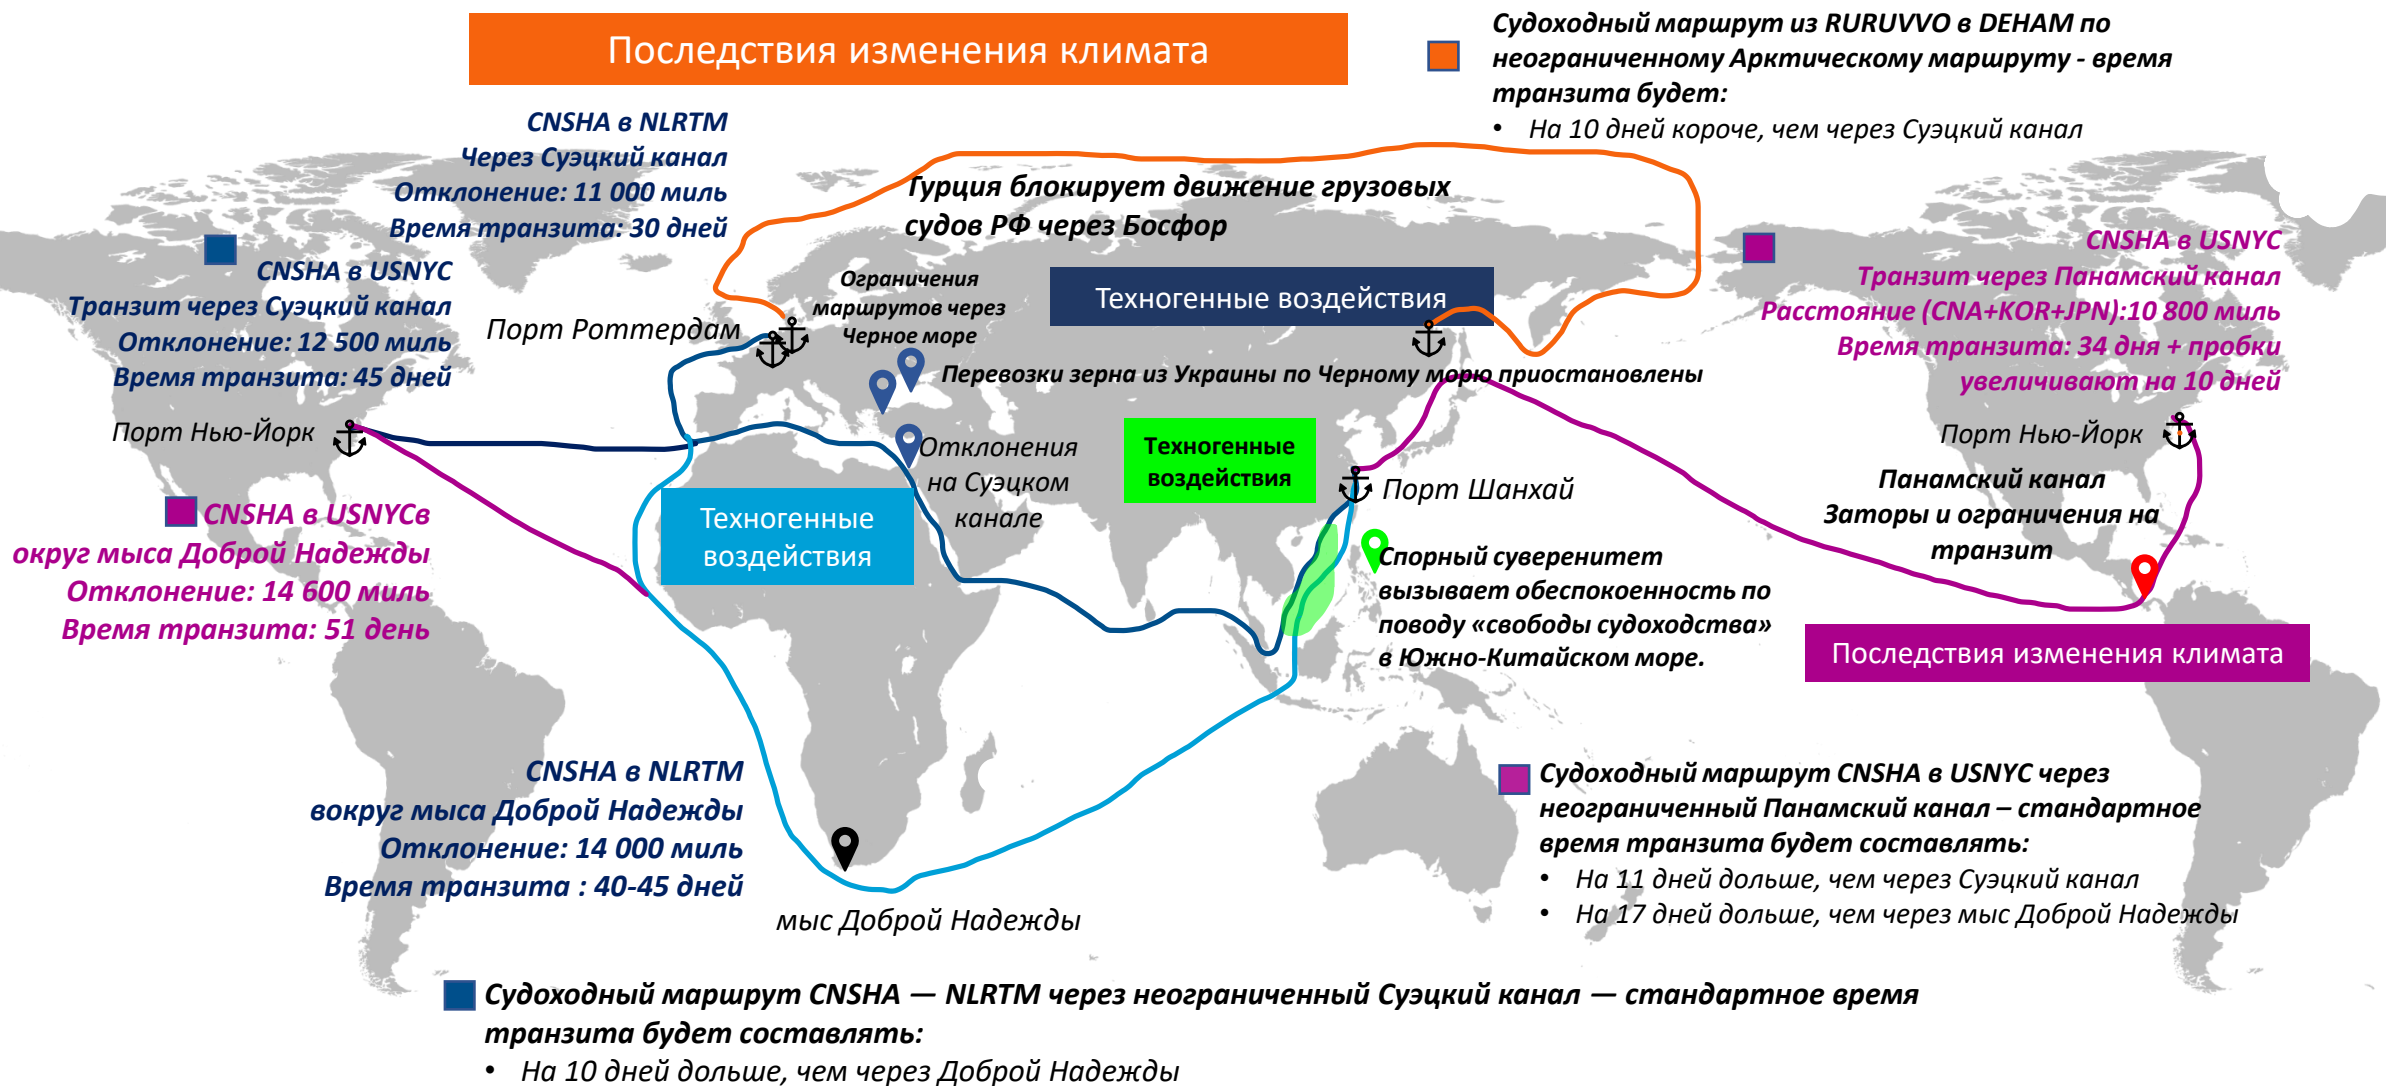 Последствия изменения климата
Судоходный маршрут из RURUVVO в DEHAM по
неограниченному Арктическому маршруту - время
транзита будет:
• На 10 дней короче, чем через Суэцкий канал
CNSHA в NLRTM
Через Суэцкий канал
Отклонение: 11 000 миль
Время транзита: 30 дней
Гурция блокирует движение грузовых
судов РФ через Босфор
CNSHA в USNYC
Транзит через Суэцкий канал
Отклонение: 12 500 миль
Время транзита: 45 дней
Ограничения
маршрутов через
Черное море
Техногенные воздействия
CNSHA в USNYC
Транзит через Панамский канал
Расстояние (CNA+KOR+JPN):10 800 миль
Время транзита: 34 дня + пробки
увеличивают на 10 дней
Порт Роттердам
Перевозки зерна из Украины по Черному морю приостановлены
Порт Нью-Йорк
Отклонения
на Суэцком
канале
Техногенные
воздействия
Порт Нью-Йорк
Порт Шанхай
Панамский канал
Заторы и ограничения на
транзит
CNSHA в USNYCв
округ мыса Доброй Надежды
Отклонение: 14 600 миль
Время транзита: 51 день
Техногенные
воздействия
Спорный суверенитет
вызывает обеспокоенность по
поводу «свободы судоходства»
в Южно-Китайском море.
Последствия изменения климата
CNSHA в NLRTM
вокруг мыса Доброй Надежды
Отклонение: 14 000 миль
Время транзита : 40-45 дней
мыс Доброй Надежды
Судоходный маршрут CNSHA в USNYC через
неограниченный Панамский канал – стандартное
время транзита будет составлять:
• На 11 дней дольше, чем через Суэцкий канал
• На 17 дней дольше, чем через мыс Доброй Надежды
Судоходный маршрут CNSHA — NLRTM через неограниченный Суэцкий канал — стандартное время
транзита будет составлять:
• На 10 дней дольше, чем через Доброй Надежды